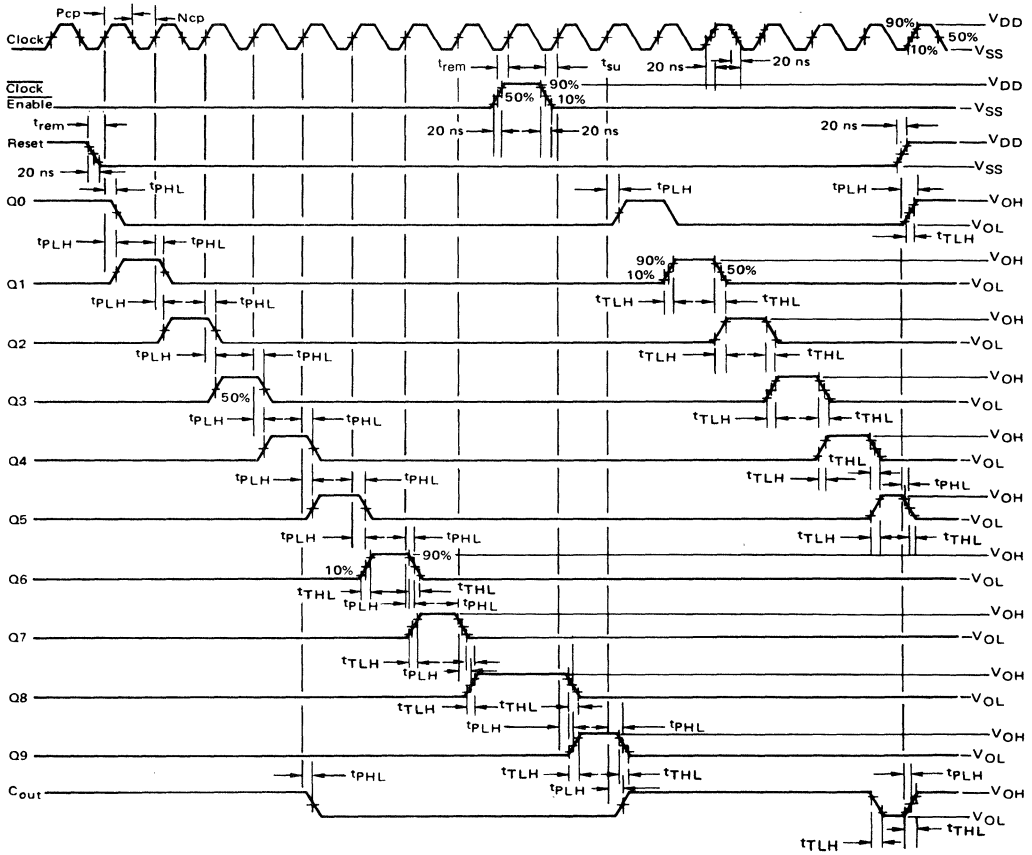 Pcp Ncp
Clock 90% VDD
50%
10% VSS
trem tsu 20 ns 20 ns
Clock
Enable 50% 90% 10% VDD
VSS
trem 20 ns 20 ns 20 ns
Reset VDD
VSS
20 ns tPHL tPLH tPLH
Q0 VOH
VOL
tPLH tPHL tTLH
Q1 90% 10% 50% VOH
VOL
tPLH tPHL tTLH tTHL
Q2 VOH
VOL
tPLH tPHL tTLH tTHL
Q3 50% VOH
VOL
tPLH tPHL tTLH tTHL
Q4 VOH
VOL
tPLH tPHL tTLH tTHL tPHL
Q5 VOH
VOL
tPLH tPHL tTLH tTHL
Q6 10% 90% VOH
VOL
tTHL tTLH
tPLH tPHL
Q7 VOH
VOL
tTLH tTHL
tPLH
Q8 VOH
VOL
tTLH tTHL
tPLH tPHL
Q9 VOH
VOL
tPHL tTLH tTHL
tPLH tPLH
Cout VOH
VOL
tTLH tTHL